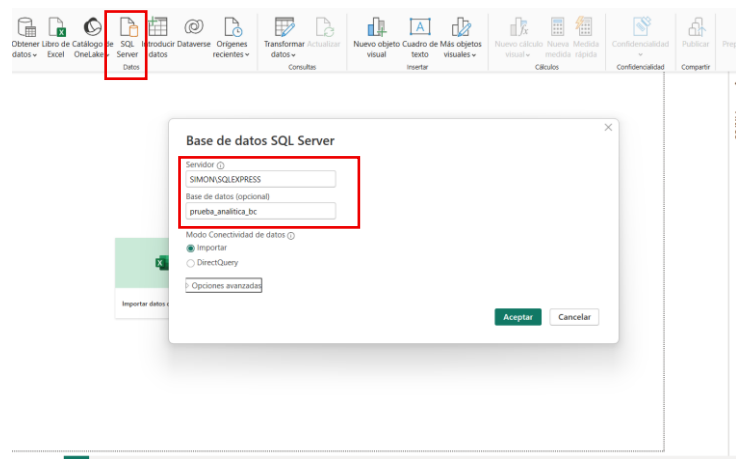 Obtener Libro de Catálogo de SQL Introducir Dataverse Orígenes Transformar Actualizar Nuevo objeto Cuadro de Más objetos Nuevo cálculo Nueva Medida Confidencialidad Publicar
datos Excel OneLake Server datos recientes datos visual texto visuales visual medida rápida
Datos Consultas Insertar Cálculos Confidencialidad Compartir
Base de datos SQL Server
Servidor
SIMON\SQLEXPRESS
Base de datos (opcional)
prueba_analitica_bc
Modo Conectividad de datos
Importar
DirectQuery
Opciones avanzadas
Importar datos
Aceptar Cancelar